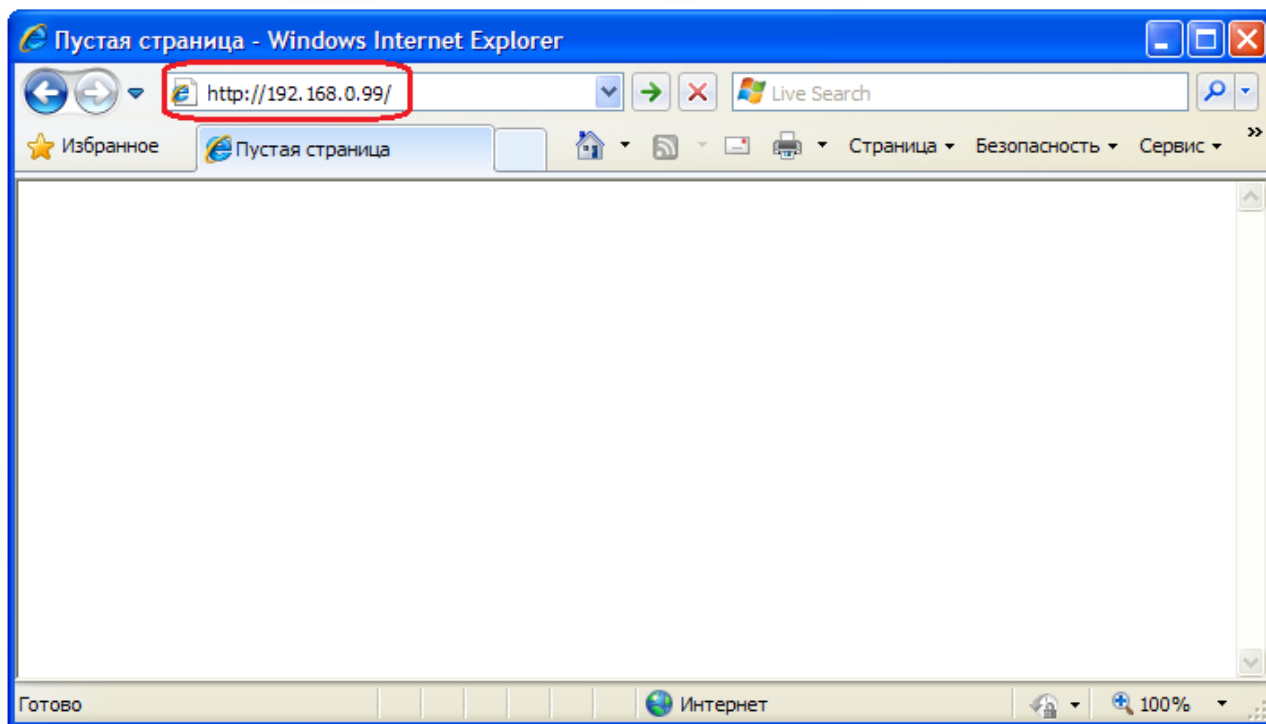 Пустая страница - Windows Internet Explorer
http://192.168.0.99/ Live Search
Избранное Пустая страница Страница Безопасность Сервис »
Готово Интернет 100%